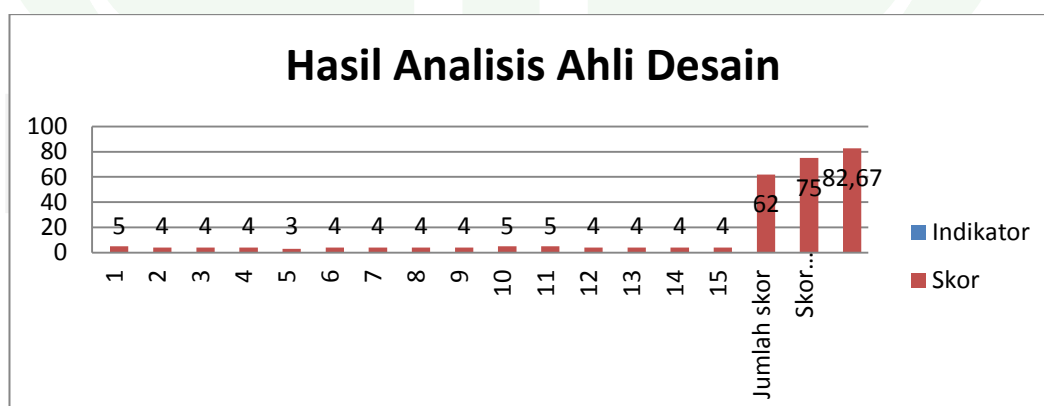 Hasil Analisis Ahli Desain
100
80
60
40
20
0
5 4 4 4 3 4 4 4 4 5 5 4 4 4 4 62 75 82,67
1 2 3 4 5 6 7 8 9 10 11 12 13 14 15 Jumlah skor Skor...
Indikator
Skor